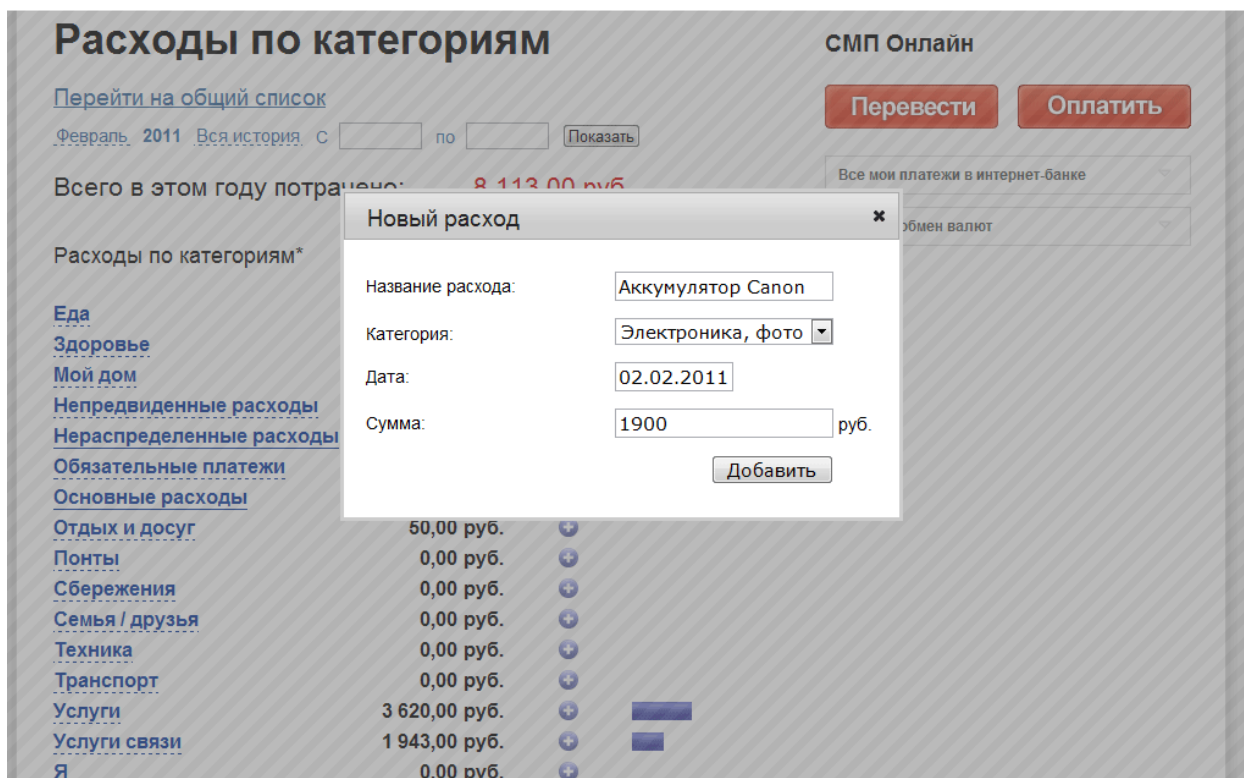 Расходы по категориям
СМП Онлайн
Перейти на общий список
Перевести Оплатить
Февраль 2011 Вся история С по Показать
Всего в этом году потрачено: 8 113,00 руб
Все мои платежи в интернет-банке
Новый расход
обмен валют
Расходы по категориям*
Название расхода: Аккумулятор Canon
Категория: Электроника, фото
Дата: 02.02.2011
Сумма: 1900 руб.
Добавить
Еда
Здоровье
Мой дом
Непредвиденные расходы
Нераспределенные расходы
Обязательные платежи
Основные расходы
Отдых и досуг 50,00 руб.
Понты 0,00 руб.
Сбережения 0,00 руб.
Семья / друзья 0,00 руб.
Техника 0,00 руб.
Транспорт 0,00 руб.
Услуги 3 620,00 руб.
Услуги связи 1 943,00 руб.
Я 0,00 руб.